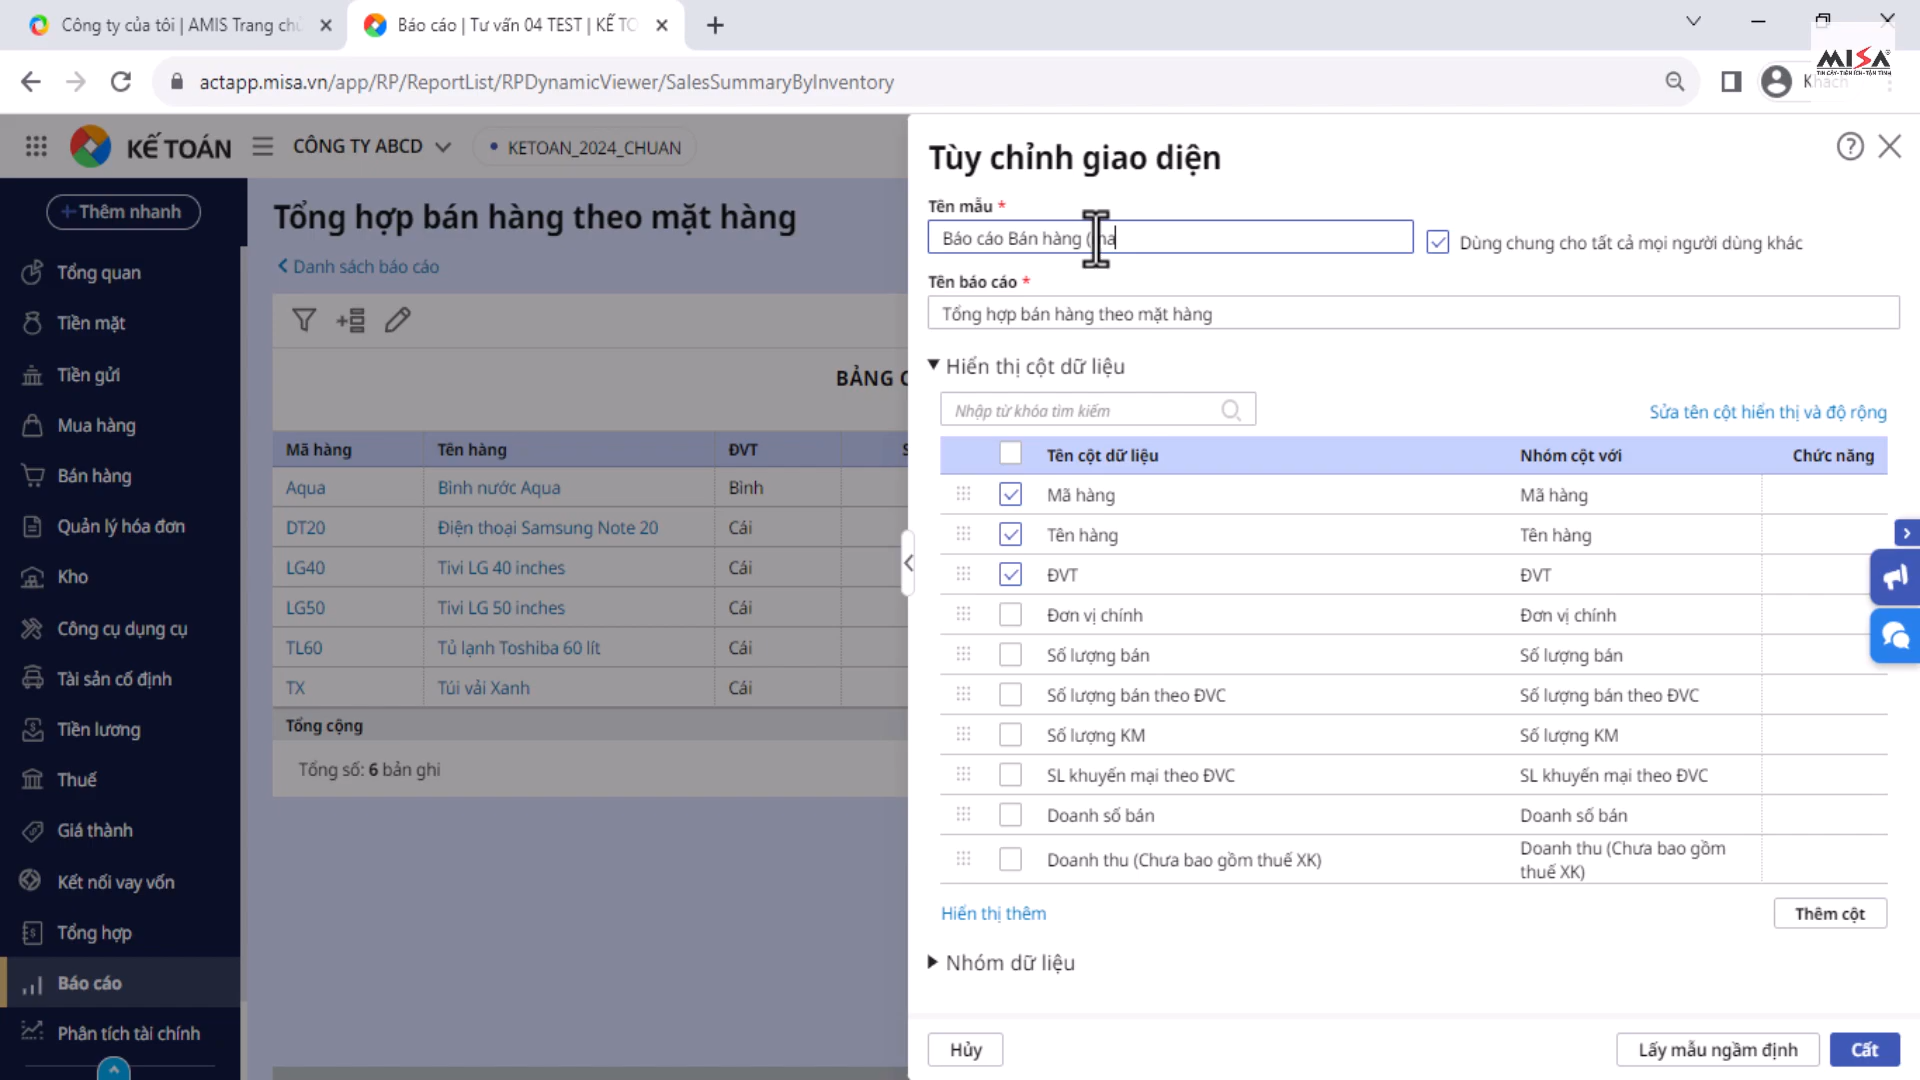 Công ty của tôi | AMIS Trang ch
Báo cáo | Tư vấn 04 TEST | KẾ TO
actapp.misa.vn/app/RP/ReportList/RPDynamicViewer/SalesSummaryByInventory
MISA
TIN CẬY-TIỆN ÍCH-TẬN TÌNH
Khách
KẾ TOÁN
CÔNG TY ABCD
KETOAN_2024_CHUAN
Thêm nhanh
Tổng quan
Tiền mặt
Tiền gửi
Mua hàng
Bán hàng
Quản lý hóa đơn
Kho
Công cụ dụng cụ
Tài sản cố định
Tiền lương
Thuế
Giá thành
Kết nối vay vốn
Tổng hợp
Báo cáo
Phân tích tài chính
Tổng hợp bán hàng theo mặt hàng
Danh sách báo cáo
BẢNG
Mã hàng Tên hàng ĐVT
Aqua Bình nước Aqua Bình
DT20 Điện thoại Samsung Note 20 Cái
LG40 Tivi LG 40 inches Cái
LG50 Tivi LG 50 inches Cái
TL60 Tủ lạnh Toshiba 60 lít Cái
TX Túi vải Xanh Cái
Tổng cộng
Tổng số: 6 bản ghi
Tùy chỉnh giao diện
Tên mẫu *
Báo cáo Bán hàng
Dùng chung cho tất cả mọi người dùng khác
Tên báo cáo *
Tổng hợp bán hàng theo mặt hàng
Hiển thị cột dữ liệu
Nhập từ khóa tìm kiếm
Sửa tên cột hiển thị và độ rộng
Tên cột dữ liệu Nhóm cột với Chức năng
Mã hàng Mã hàng
Tên hàng Tên hàng
ĐVT ĐVT
Đơn vị chính Đơn vị chính
Số lượng bán Số lượng bán
Số lượng bán theo ĐVC Số lượng bán theo ĐVC
Số lượng KM Số lượng KM
SL khuyến mại theo ĐVC SL khuyến mại theo ĐVC
Doanh số bán Doanh số bán
Doanh thu (Chưa bao gồm thuế XK) Doanh thu (Chưa bao gồm
thuế XK)
Hiển thị thêm
Thêm cột
Nhóm dữ liệu
Hủy
Lấy mẫu ngầm định
Cất